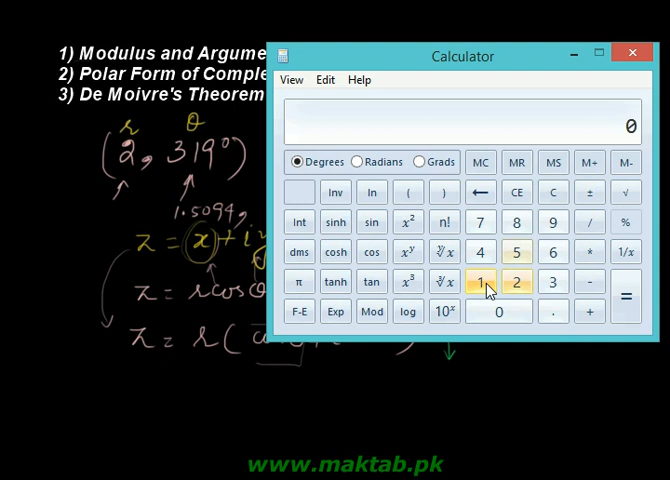 1) Modulus and Argume
2) Polar Form of Comple
3) De Moivre's Theorem
r θ
(2, 319°)
1.5094,
z = x + iy
z = r cos θ
z = r (
Calculator
View Edit Help
0
Degrees Radians Grads MC MR MS M+ M-
Inv ln ( ) ← CE C ± √
Int sinh sin x² n! 7 8 9 / %
dms cosh cos xʸ ʸ√x 4 5 6 * 1/x
π tanh tan x³ ³√x 1 2 3 - =
F-E Exp Mod log 10ˣ 0 . +
www.maktab.pk